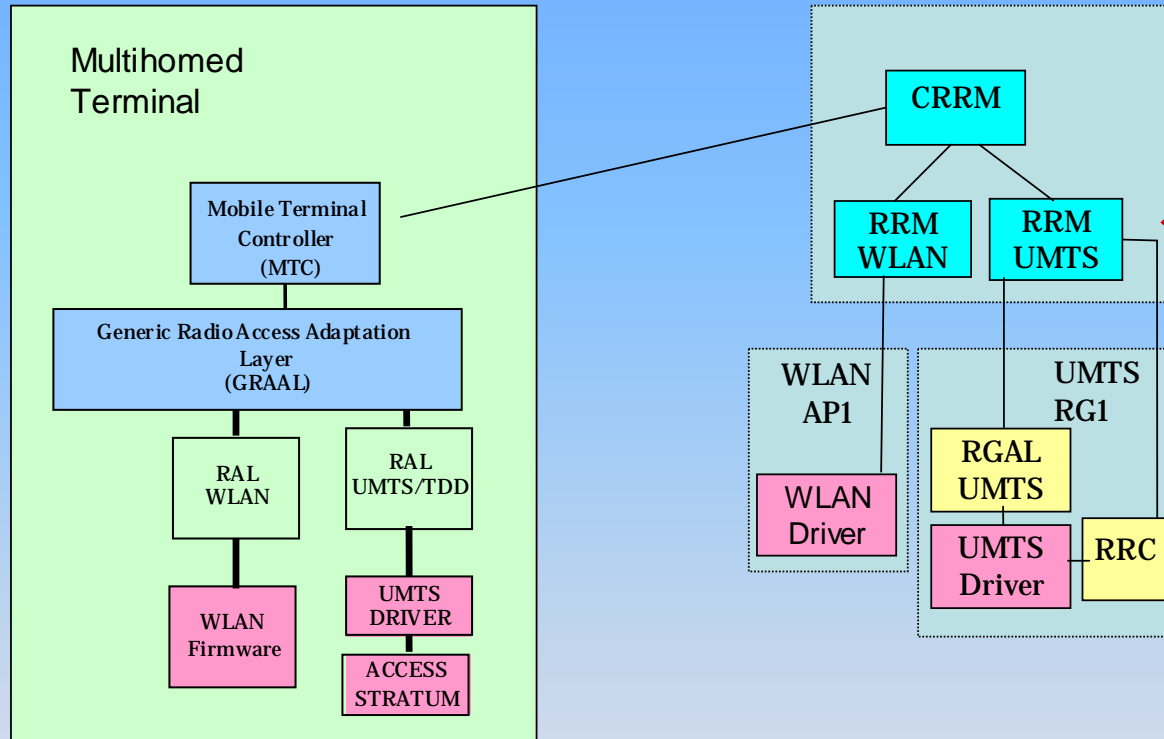 Multihomed
Terminal
Mobile Terminal
Controller
(MTC)
Generic Radio Access Adaptation
Layer
(GRAAL)
RAL
WLAN
RAL
UMTS/TDD
WLAN
Firmware
UMTS
DRIVER
ACCESS
STRATUM
CRRM
RRM
WLAN
RRM
UMTS
WLAN
AP1
WLAN
Driver
UMTS
RG1
RGAL
UMTS
UMTS
Driver
RRC